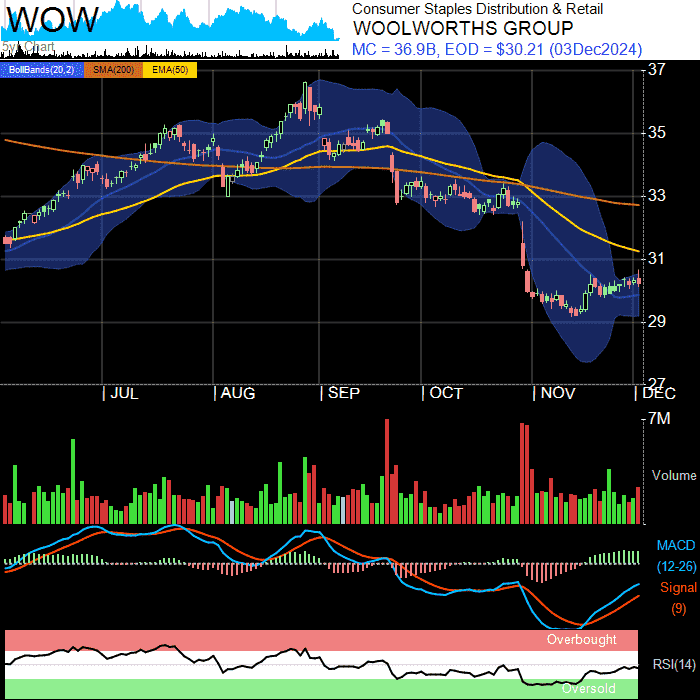 WOW
Chart
Consumer Staples Distribution & Retail
WOOLWORTHS GROUP
MC = 36.9B, EOD = $30.21 (03Dec2024)
BollBands(20,2) SMA(200) EMA(50)
37
35
33
31
29
27
JUL AUG SEP OCT NOV DEC
7M
Volume
MACD
(12-26)
Signal
(9)
Overbought
RSI(14)
Oversold